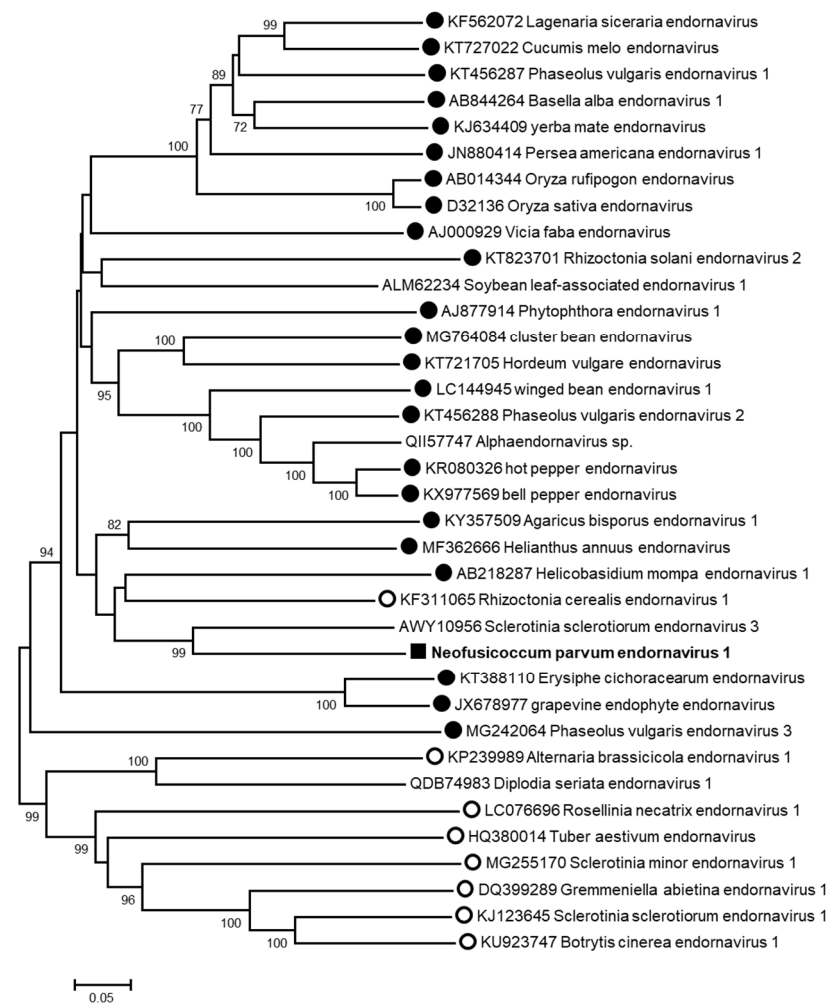 99
KF562072 Lagenaria siceraria endornavirus
KT727022 Cucumis melo endornavirus
89
KT456287 Phaseolus vulgaris endornavirus 1
AB844264 Basella alba endornavirus 1
77
72
KJ634409 yerba mate endornavirus
100
JN880414 Persea americana endornavirus 1
AB014344 Oryza rufipogon endornavirus
100
D32136 Oryza sativa endornavirus
AJ000929 Vicia faba endornavirus
KT823701 Rhizoctonia solani endornavirus 2
ALM62234 Soybean leaf-associated endornavirus 1
AJ877914 Phytophthora endornavirus 1
100
MG764084 cluster bean endornavirus
KT721705 Hordeum vulgare endornavirus
95
LC144945 winged bean endornavirus 1
KT456288 Phaseolus vulgaris endornavirus 2
100
QII57747 Alphaendornavirus sp.
100
KR080326 hot pepper endornavirus
100
100
KX977569 bell pepper endornavirus
82
KY357509 Agaricus bisporus endornavirus 1
MF362666 Helianthus annuus endornavirus
94
AB218287 Helicobasidium mompa endornavirus 1
KF311065 Rhizoctonia cerealis endornavirus 1
AWY10956 Sclerotinia sclerotiorum endornavirus 3
99
Neofusicoccum parvum endornavirus 1
KT388110 Erysiphe cichoracearum endornavirus
100
JX678977 grapevine endophyte endornavirus
MG242064 Phaseolus vulgaris endornavirus 3
100
KP239989 Alternaria brassicicola endornavirus 1
QDB74983 Diplodia seriata endornavirus 1
99
LC076696 Rosellinia necatrix endornavirus 1
HQ380014 Tuber aestivum endornavirus
99
MG255170 Sclerotinia minor endornavirus 1
96
DQ399289 Gremmeniella abietina endornavirus 1
100
KJ123645 Sclerotinia sclerotiorum endornavirus 1
100
KU923747 Botrytis cinerea endornavirus 1
0.05